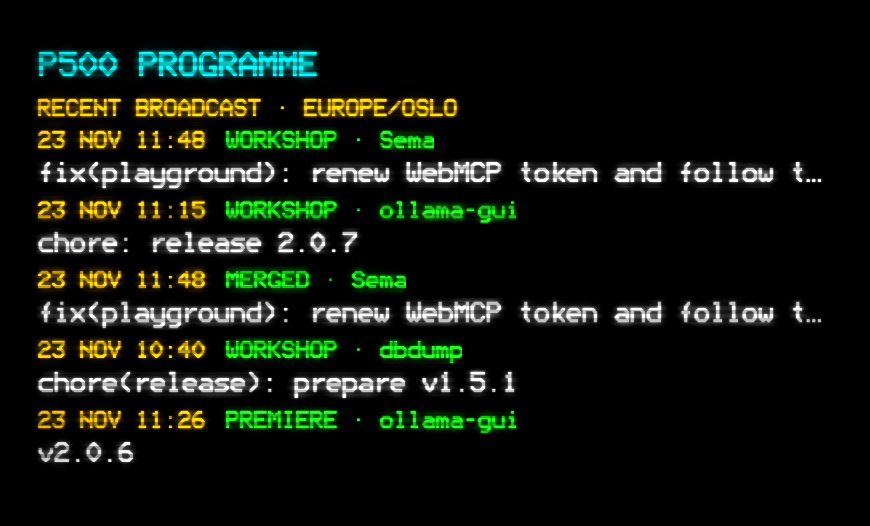 P500 PROGRAMME
RECENT BROADCAST · EUROPE/OSLO
23 NOV 11:48 WORKSHOP · Sema
fix(playground): renew WebMCP token and follow t…
23 NOV 11:15 WORKSHOP · ollama-gui
chore: release 2.0.7
23 NOV 11:48 MERGED · Sema
fix(playground): renew WebMCP token and follow t…
23 NOV 10:40 WORKSHOP · dbdump
chore(release): prepare v1.5.1
23 NOV 11:26 PREMIERE · ollama-gui
v2.0.6